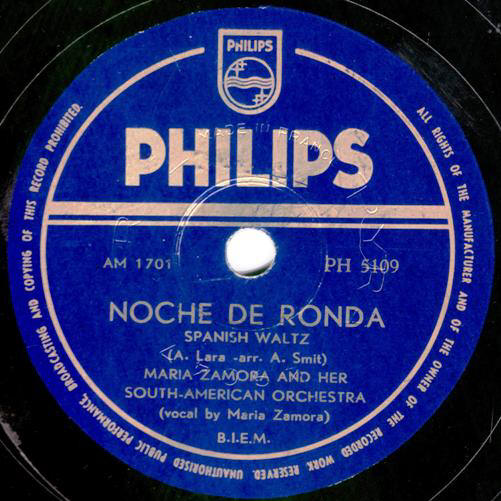 PHILIPS
PHILIPS
MADE IN FRANCE
AM 1701
PH 5109
NOCHE DE RONDA
SPANISH WALTZ
(A. Lara -arr. A. Smit)
MARIA ZAMORA AND HER
SOUTH-AMERICAN ORCHESTRA
(vocal by Maria Zamora)
B.I.E.M.
ALL RIGHTS OF THE MANUFACTURER AND OF THE OWNER OF THE RECORDED WORK RESERVED. UNAUTHORISED PUBLIC PERFORMANCE, BROADCASTING AND COPYING OF THIS RECORD PROHIBITED.